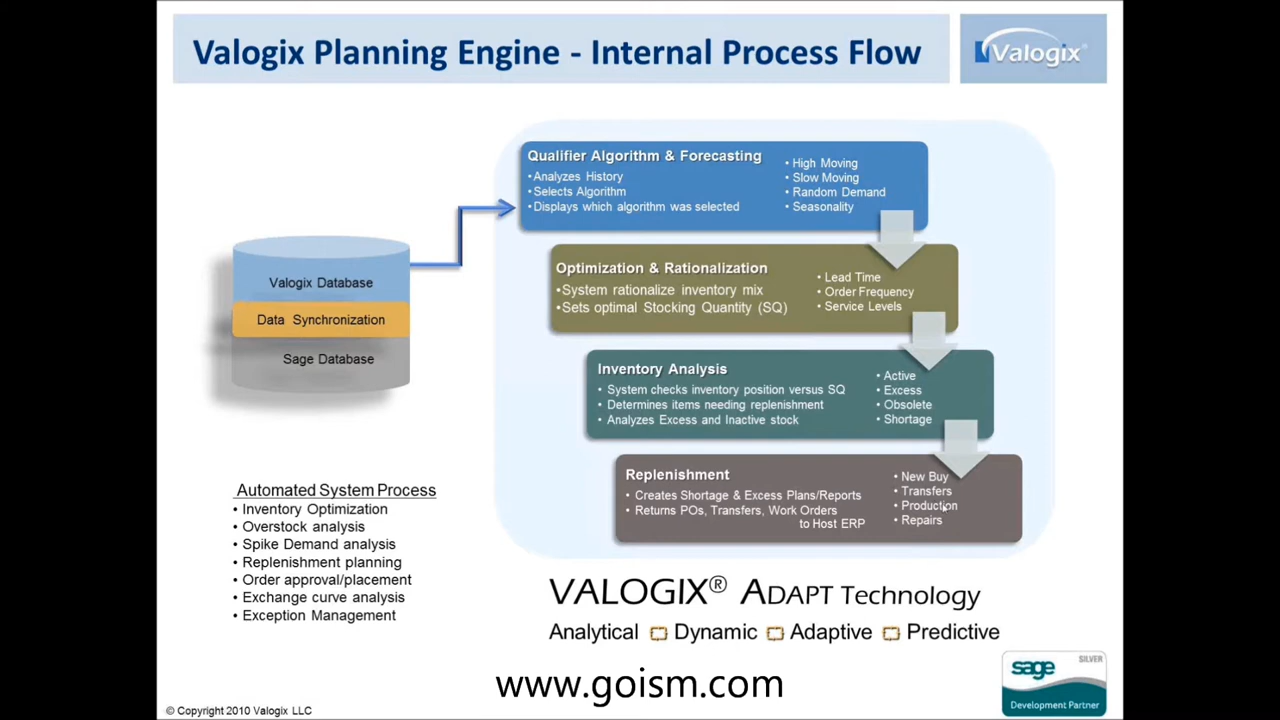 Valogix Planning Engine - Internal Process Flow
Valogix®
Qualifier Algorithm & Forecasting
• Analyzes History
• Selects Algorithm
• Displays which algorithm was selected
• High Moving
• Slow Moving
• Random Demand
• Seasonality
Optimization & Rationalization
• System rationalize inventory mix
• Sets optimal Stocking Quantity (SQ)
• Lead Time
• Order Frequency
• Service Levels
Inventory Analysis
• System checks inventory position versus SQ
• Determines items needing replenishment
• Analyzes Excess and Inactive stock
• Active
• Excess
• Obsolete
• Shortage
Replenishment
• Creates Shortage & Excess Plans/Reports
• Returns POs, Transfers, Work Orders
to Host ERP
• New Buy
• Transfers
• Production
• Repairs
Valogix Database
Data Synchronization
Sage Database
Automated System Process
• Inventory Optimization
• Overstock analysis
• Spike Demand analysis
• Replenishment planning
• Order approval/placement
• Exchange curve analysis
• Exception Management
VALOGIX® ADAPT Technology
Analytical Dynamic Adaptive Predictive
www.goism.com
sage SILVER
Development Partner
© Copyright 2010 Valogix LLC